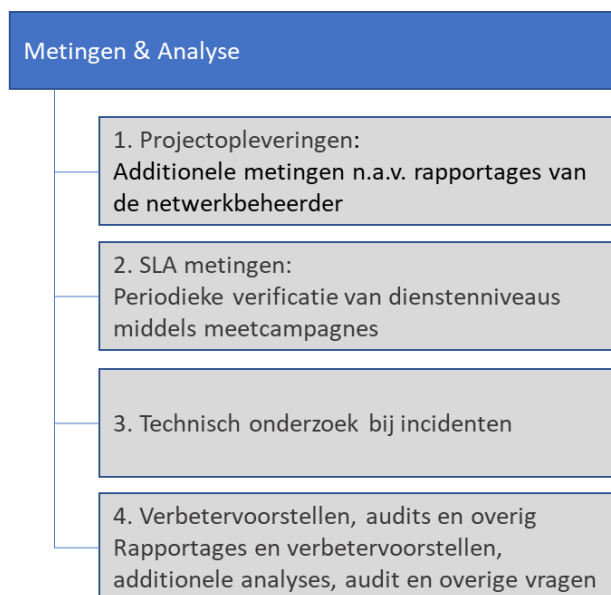 Metingen & Analyse
1. Projectopleveringen:
Additionele metingen n.a.v. rapportages van
de netwerkbeheerder
2. SLA metingen:
Periodieke verificatie van dienstenniveaus
middels meetcampagnes
3. Technisch onderzoek bij incidenten
4. Verbetervoorstellen, audits en overig
Rapportages en verbetervoorstellen,
additionele analyses, audit en overige vragen